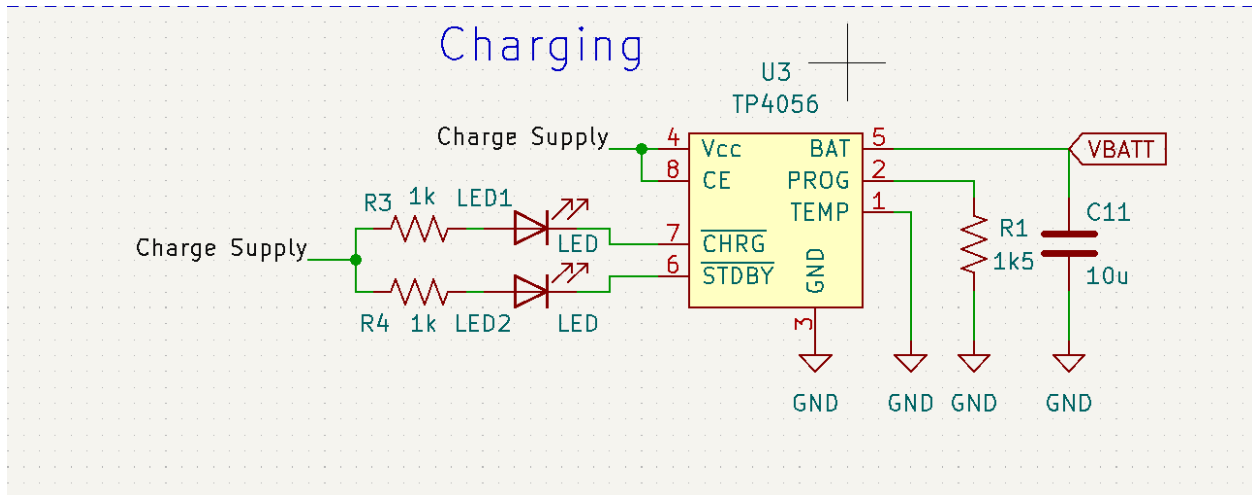 Charging
U3
TP4056
Charge Supply
4 Vcc BAT 5
8 CE PROG 2
TEMP 1
7 CHRG
6 STDBY
GND
3
R3 1k LED1
LED
Charge Supply
R4 1k LED2 LED
VBATT
R1
1k5
C11
10u
GND GND GND GND